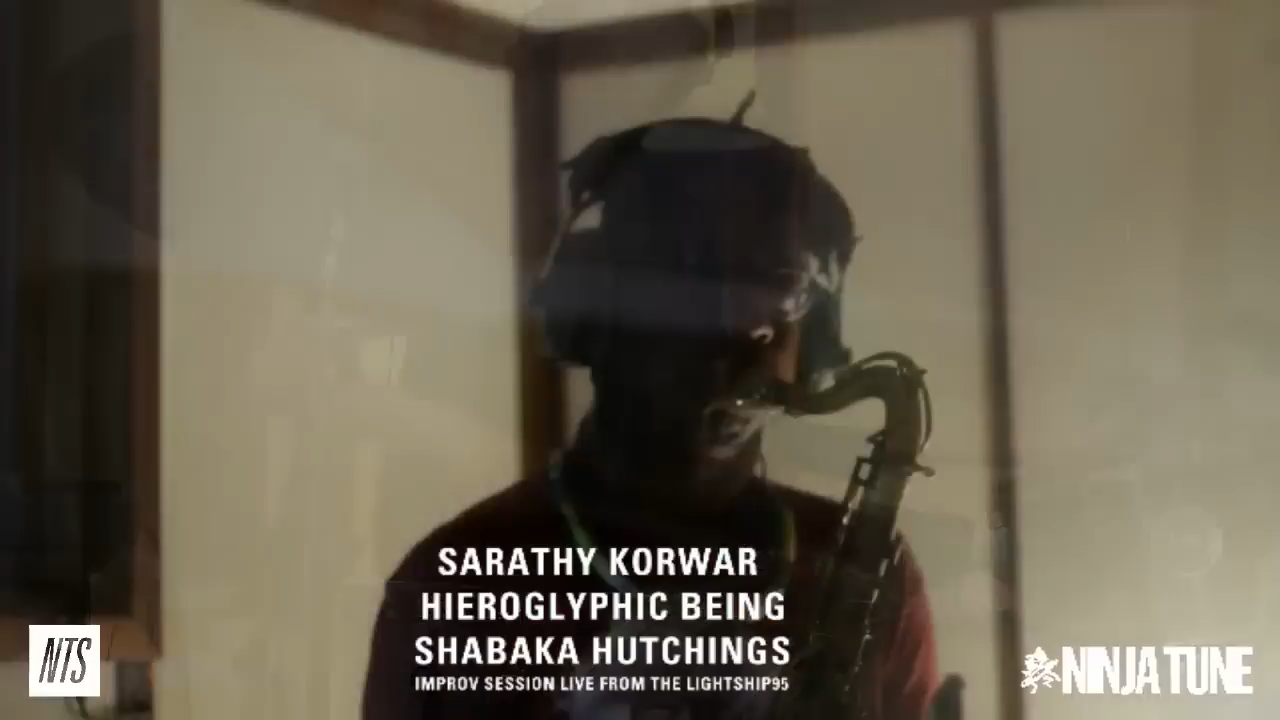 SARATHY KORWAR
HIEROGLYPHIC BEING
SHABAKA HUTCHINGS
IMPROV SESSION LIVE FROM THE LIGHTSHIP95
NTS
NINJA TUNE